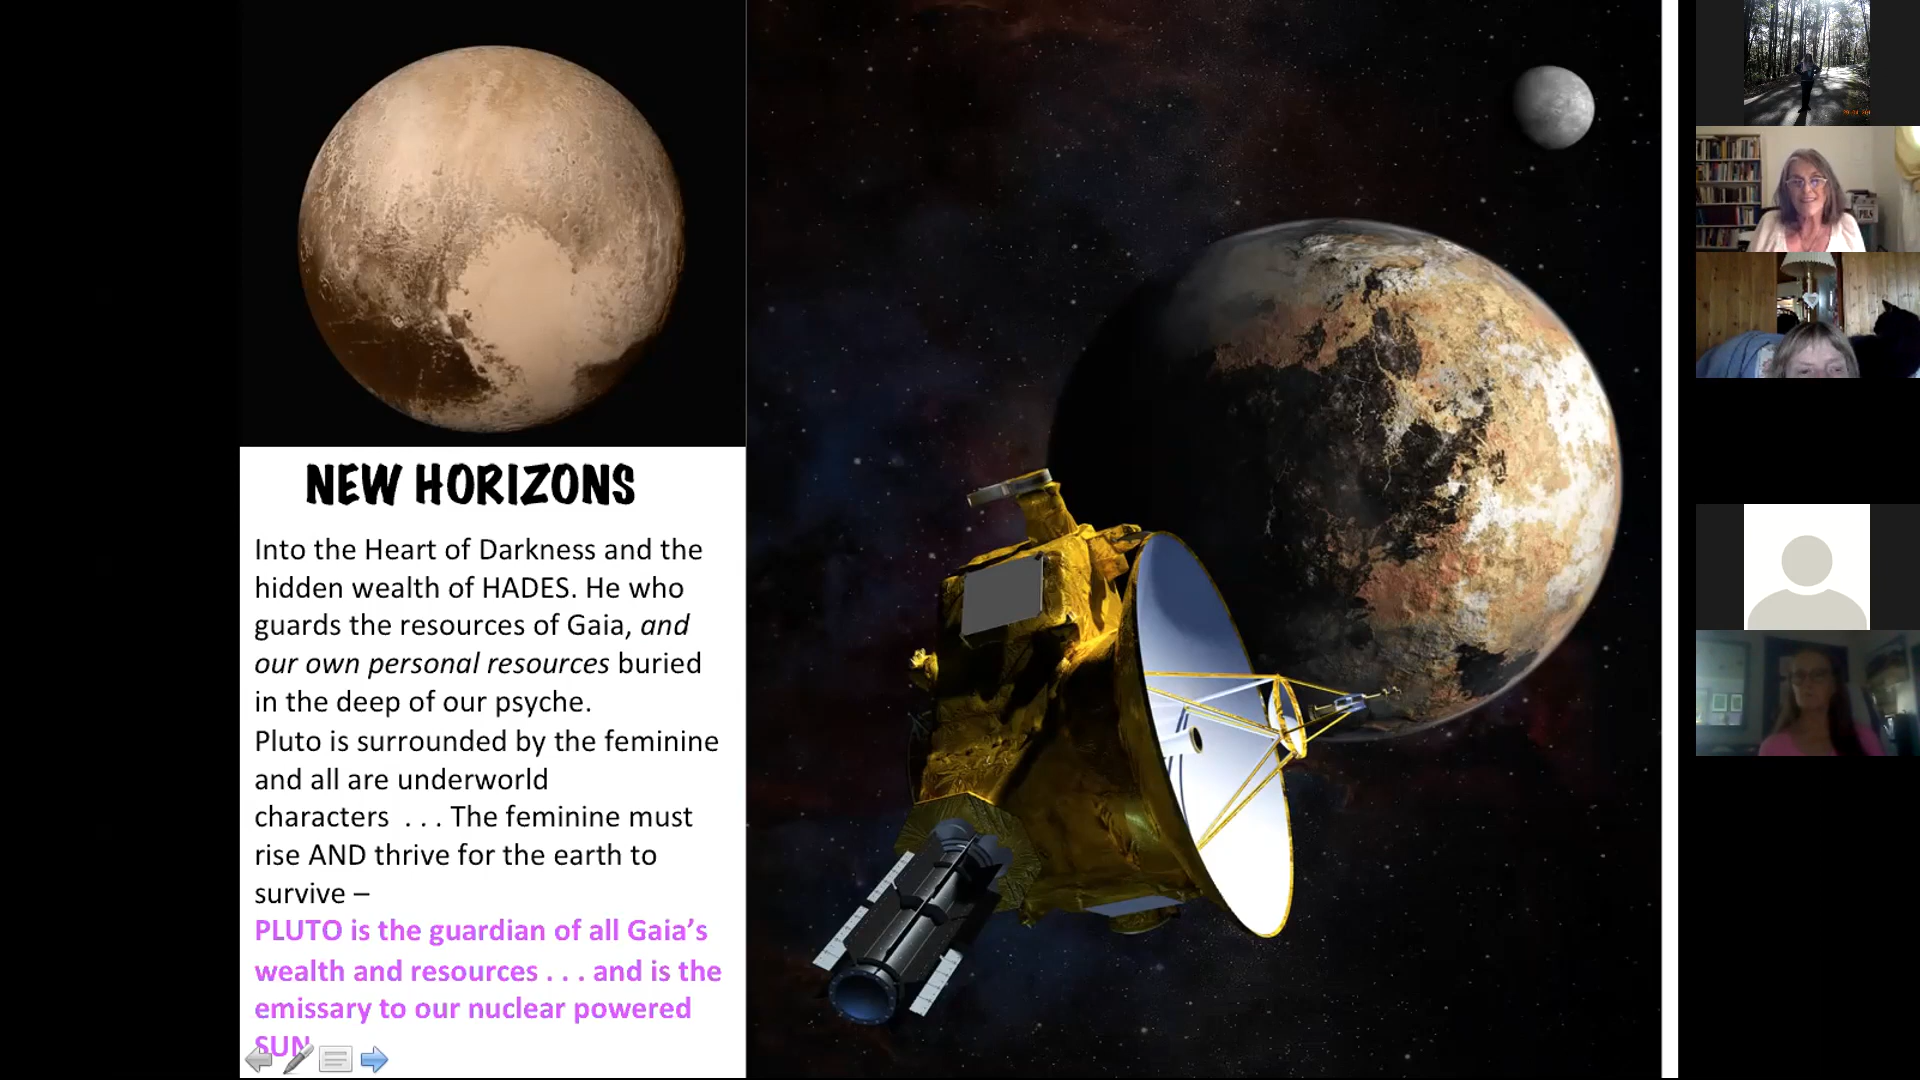 NEW HORIZONS
Into the Heart of Darkness and the
hidden wealth of HADES. He who
guards the resources of Gaia, and
our own personal resources buried
in the deep of our psyche.
Pluto is surrounded by the feminine
and all are underworld
characters . . . The feminine must
rise AND thrive for the earth to
survive –
PLUTO is the guardian of all Gaia’s
wealth and resources . . . and is the
emissary to our nuclear powered
SUN